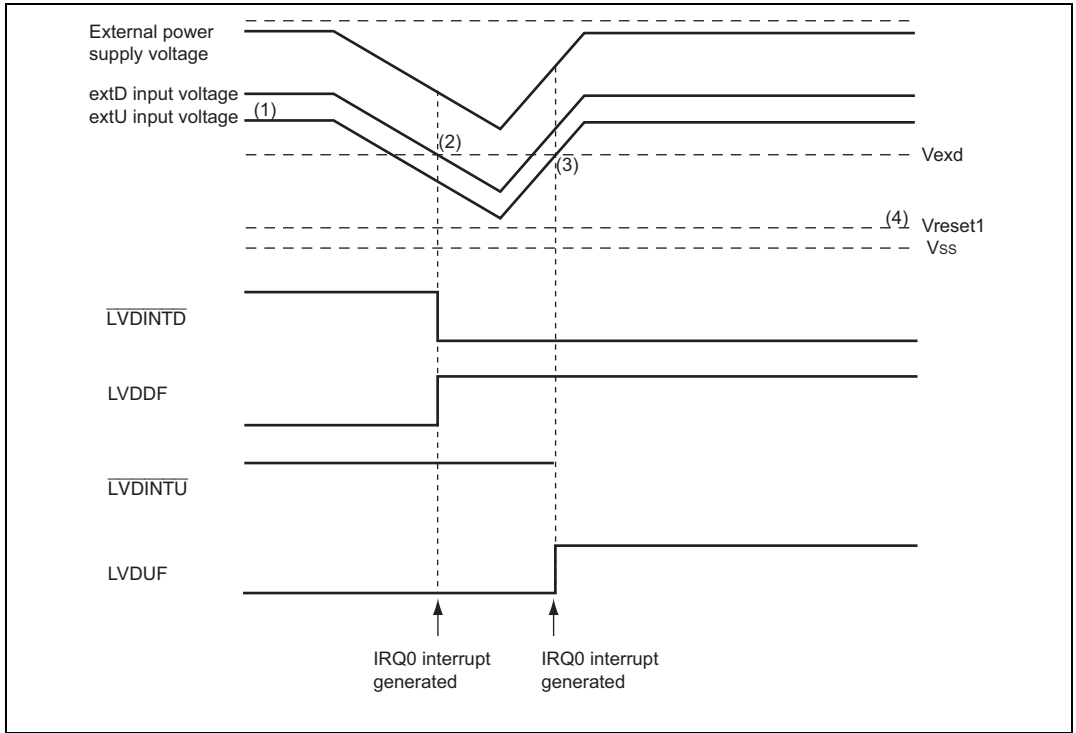 External power
supply voltage
extD input voltage
extU input voltage
(1)
(2)
(3)
Vexd
(4)
Vreset1
Vss
LVDINTD
LVDDF
LVDINTU
LVDUF
IRQ0 interrupt
generated
IRQ0 interrupt
generated